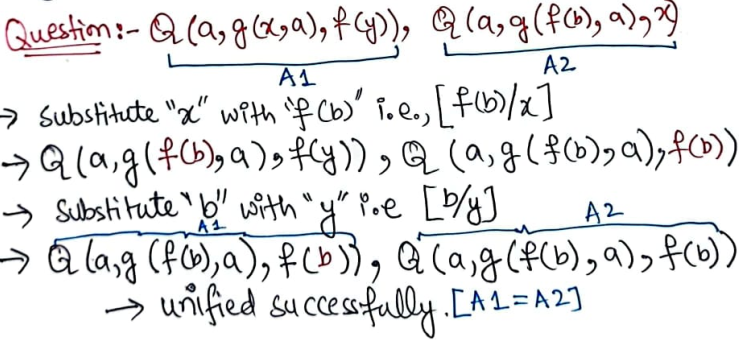 Question:- Q(a,g(x,a),f(y)), Q(a,g(f(b),a),x)
A1 A2
→ Substitute "x" with "f(b)" i.e., [f(b)/x]
→ Q(a,g(f(b),a),f(y)), Q(a,g(f(b),a),f(b))
→ Substitute "b" with "y" i.e [b/y]
A1 A2
→ Q(a,g(f(b),a),f(b)), Q(a,g(f(b),a),f(b))
→ unified successfully.[A1=A2]